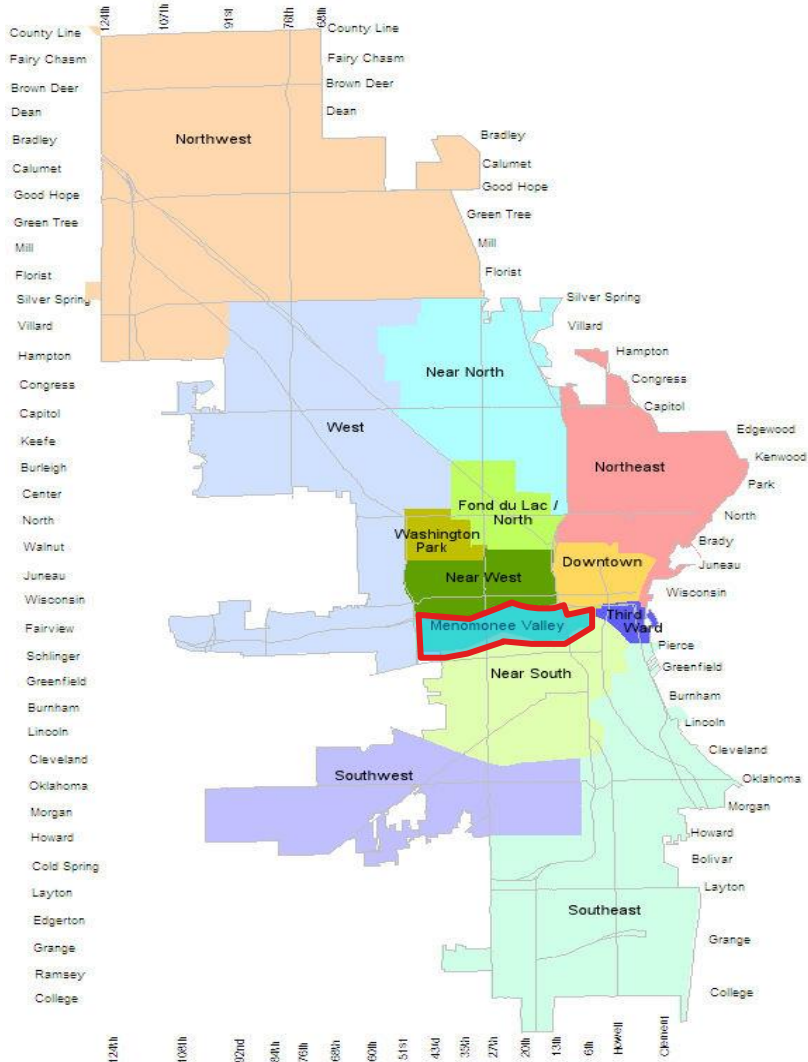 124th
107th
91st
76th
68th
County Line
Fairy Chasm
Brown Deer
Dean
Bradley
Calumet
Good Hope
Green Tree
Mill
Florist
Silver Spring
Villard
Hampton
Congress
Capitol
Keefe
Burleigh
Center
North
Walnut
Juneau
Wisconsin
Fairview
Schlinger
Greenfield
Burnham
Lincoln
Cleveland
Oklahoma
Morgan
Howard
Cold Spring
Layton
Edgerton
Grange
Ramsey
College
County Line
Fairy Chasm
Brown Deer
Dean
Bradley
Calumet
Good Hope
Green Tree
Mill
Florist
Silver Spring
Villard
Hampton
Congress
Capitol
Edgewood
Kenwood
Park
North
Brady
Juneau
Wisconsin
Pierce
Greenfield
Burnham
Lincoln
Cleveland
Oklahoma
Morgan
Howard
Bolivar
Layton
Grange
College
Northwest
Near North
West
Northeast
Fond du Lac /
North
Washington
Park
Downtown
Near West
Third
Ward
Menomonee Valley
Near South
Southwest
Southeast
124th
108th
92nd
84th
76th
68th
60th
51st
43rd
35th
27th
20th
13th
6th
Howell
Clement